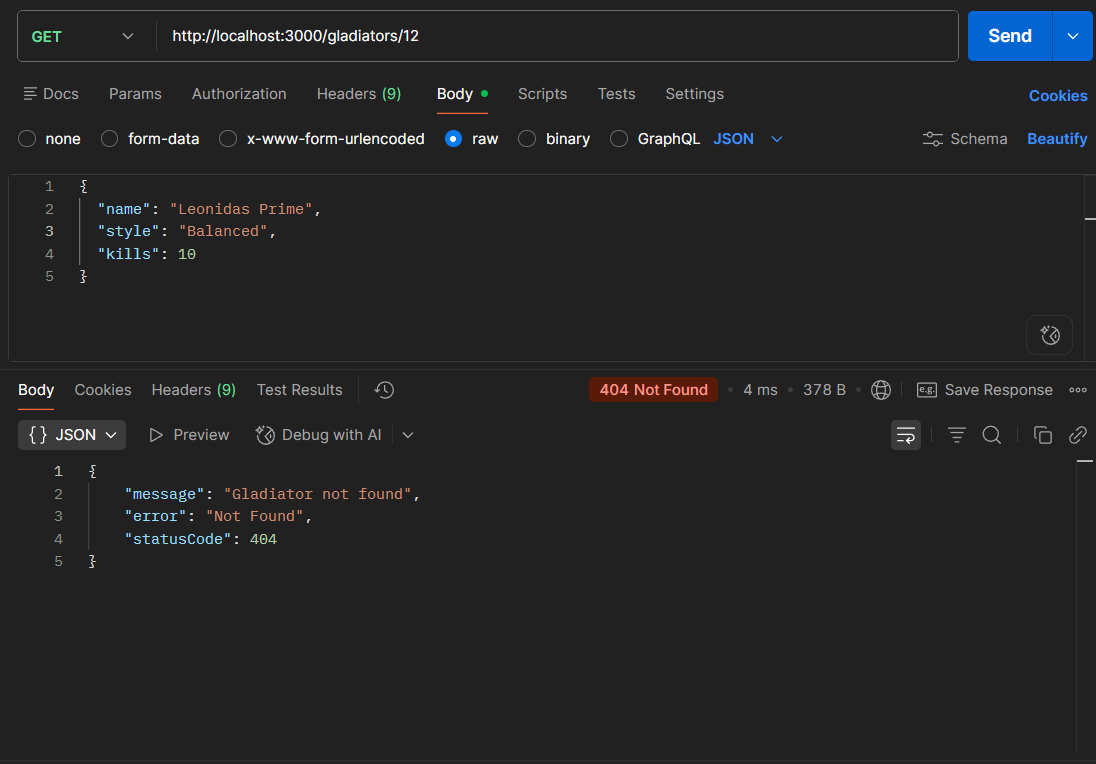 GET http://localhost:3000/gladiators/12 Send
Docs Params Authorization Headers (9) Body Scripts Tests Settings Cookies
none form-data x-www-form-urlencoded raw binary GraphQL JSON Schema Beautify
1 {
2 "name": "Leonidas Prime",
3 "style": "Balanced",
4 "kills": 10
5 }
Body Cookies Headers (9) Test Results 404 Not Found • 4 ms • 378 B • e.g. Save Response
{} JSON Preview Debug with AI
1 {
2 "message": "Gladiator not found",
3 "error": "Not Found",
4 "statusCode": 404
5 }